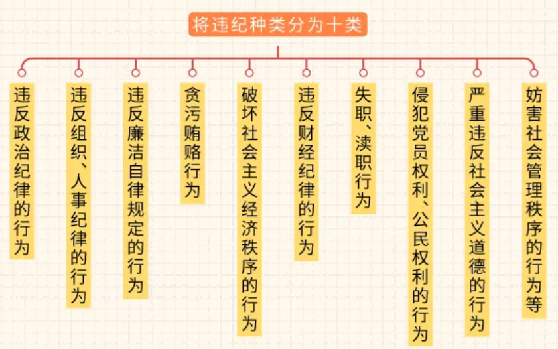 将违纪种类分为十类
违反政治纪律的行为
违反组织、人事纪律的行为
违反廉洁自律规定的行为
贪污贿赂行为
破坏社会主义经济秩序的行为
违反财经纪律的行为
失职、渎职行为
侵犯党员权利、公民权利的行为
严重违反社会主义道德的行为
妨害社会管理秩序的行为等